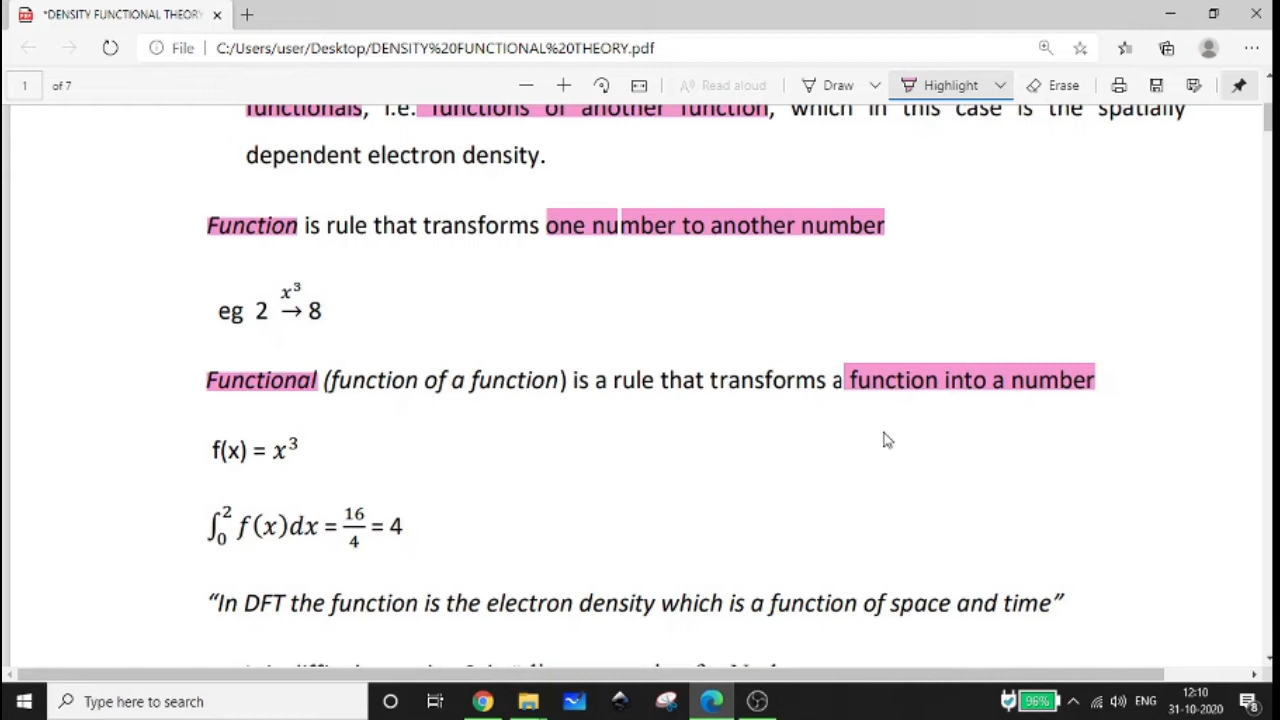 *DENSITY FUNCTIONAL THEORY
File C:/Users/user/Desktop/DENSITY%20FUNCTIONAL%20THEORY.pdf
1 of 7 Read aloud Draw Highlight Erase
functionals, i.e. functions of another function, which in this case is the spatially
dependent electron density.
Function is rule that transforms one number to another number
x³
eg 2 → 8
Functional (function of a function) is a rule that transforms a function into a number
f(x) = x³
∫₀² f(x)dx = 16/4 = 4
“In DFT the function is the electron density which is a function of space and time”
Type here to search
96% ENG 12:10
31-10-2020 8